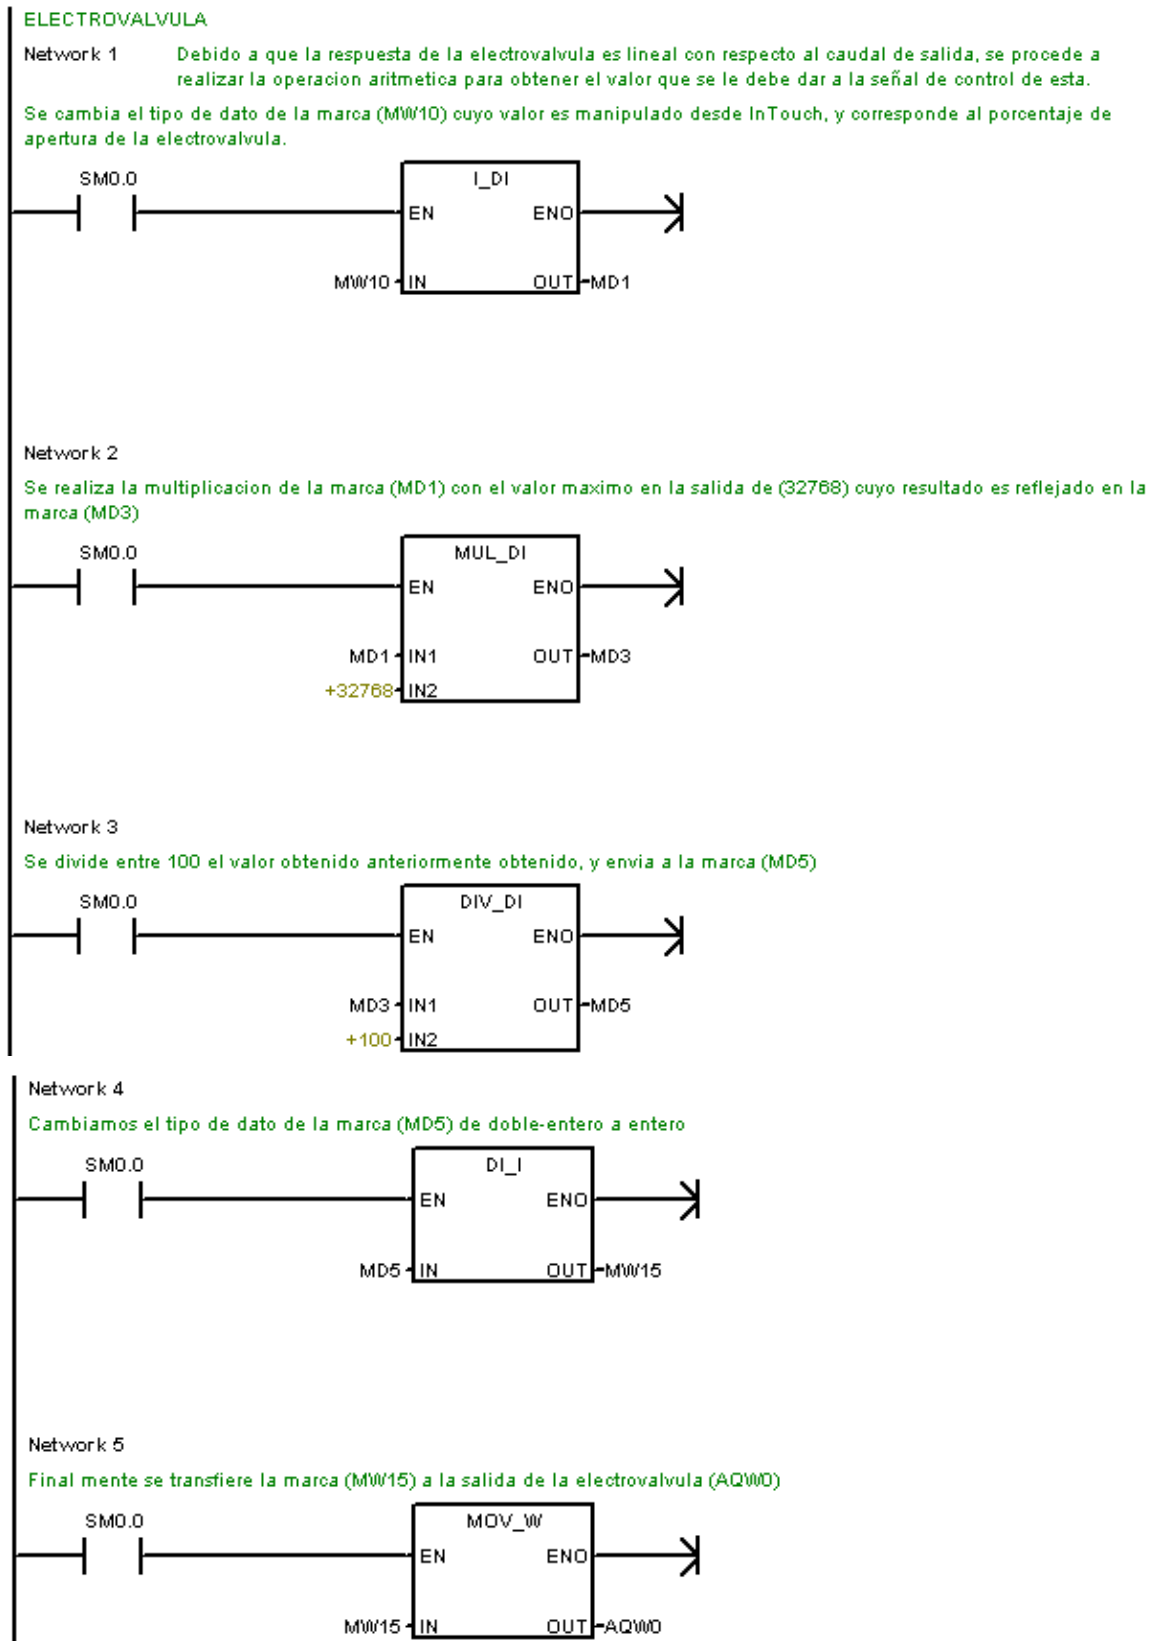 ELECTROVALVULA
Network 1 Debido a que la respuesta de la electrovalvula es lineal con respecto al caudal de salida, se procede a
realizar la operacion aritmetica para obtener el valor que se le debe dar a la señal de control de esta.
Se cambia el tipo de dato de la marca (MW10) cuyo valor es manipulado desde InTouch, y corresponde al porcentaje de
apertura de la electrovalvula.
SM0.0 I_DI
EN ENO
MW10 IN OUT MD1
Network 2
Se realiza la multiplicacion de la marca (MD1) con el valor maximo en la salida de (32768) cuyo resultado es reflejado en la
marca (MD3)
SM0.0 MUL_DI
EN ENO
MD1 IN1 OUT MD3
+32768 IN2
Network 3
Se divide entre 100 el valor obtenido anteriormente obtenido, y envia a la marca (MD5)
SM0.0 DIV_DI
EN ENO
MD3 IN1 OUT MD5
+100 IN2
Network 4
Cambiamos el tipo de dato de la marca (MD5) de doble-entero a entero
SM0.0 DI_I
EN ENO
MD5 IN OUT MW15
Network 5
Final mente se transfiere la marca (MW15) a la salida de la electrovalvula (AQW0)
SM0.0 MOV_W
EN ENO
MW15 IN OUT AQW0